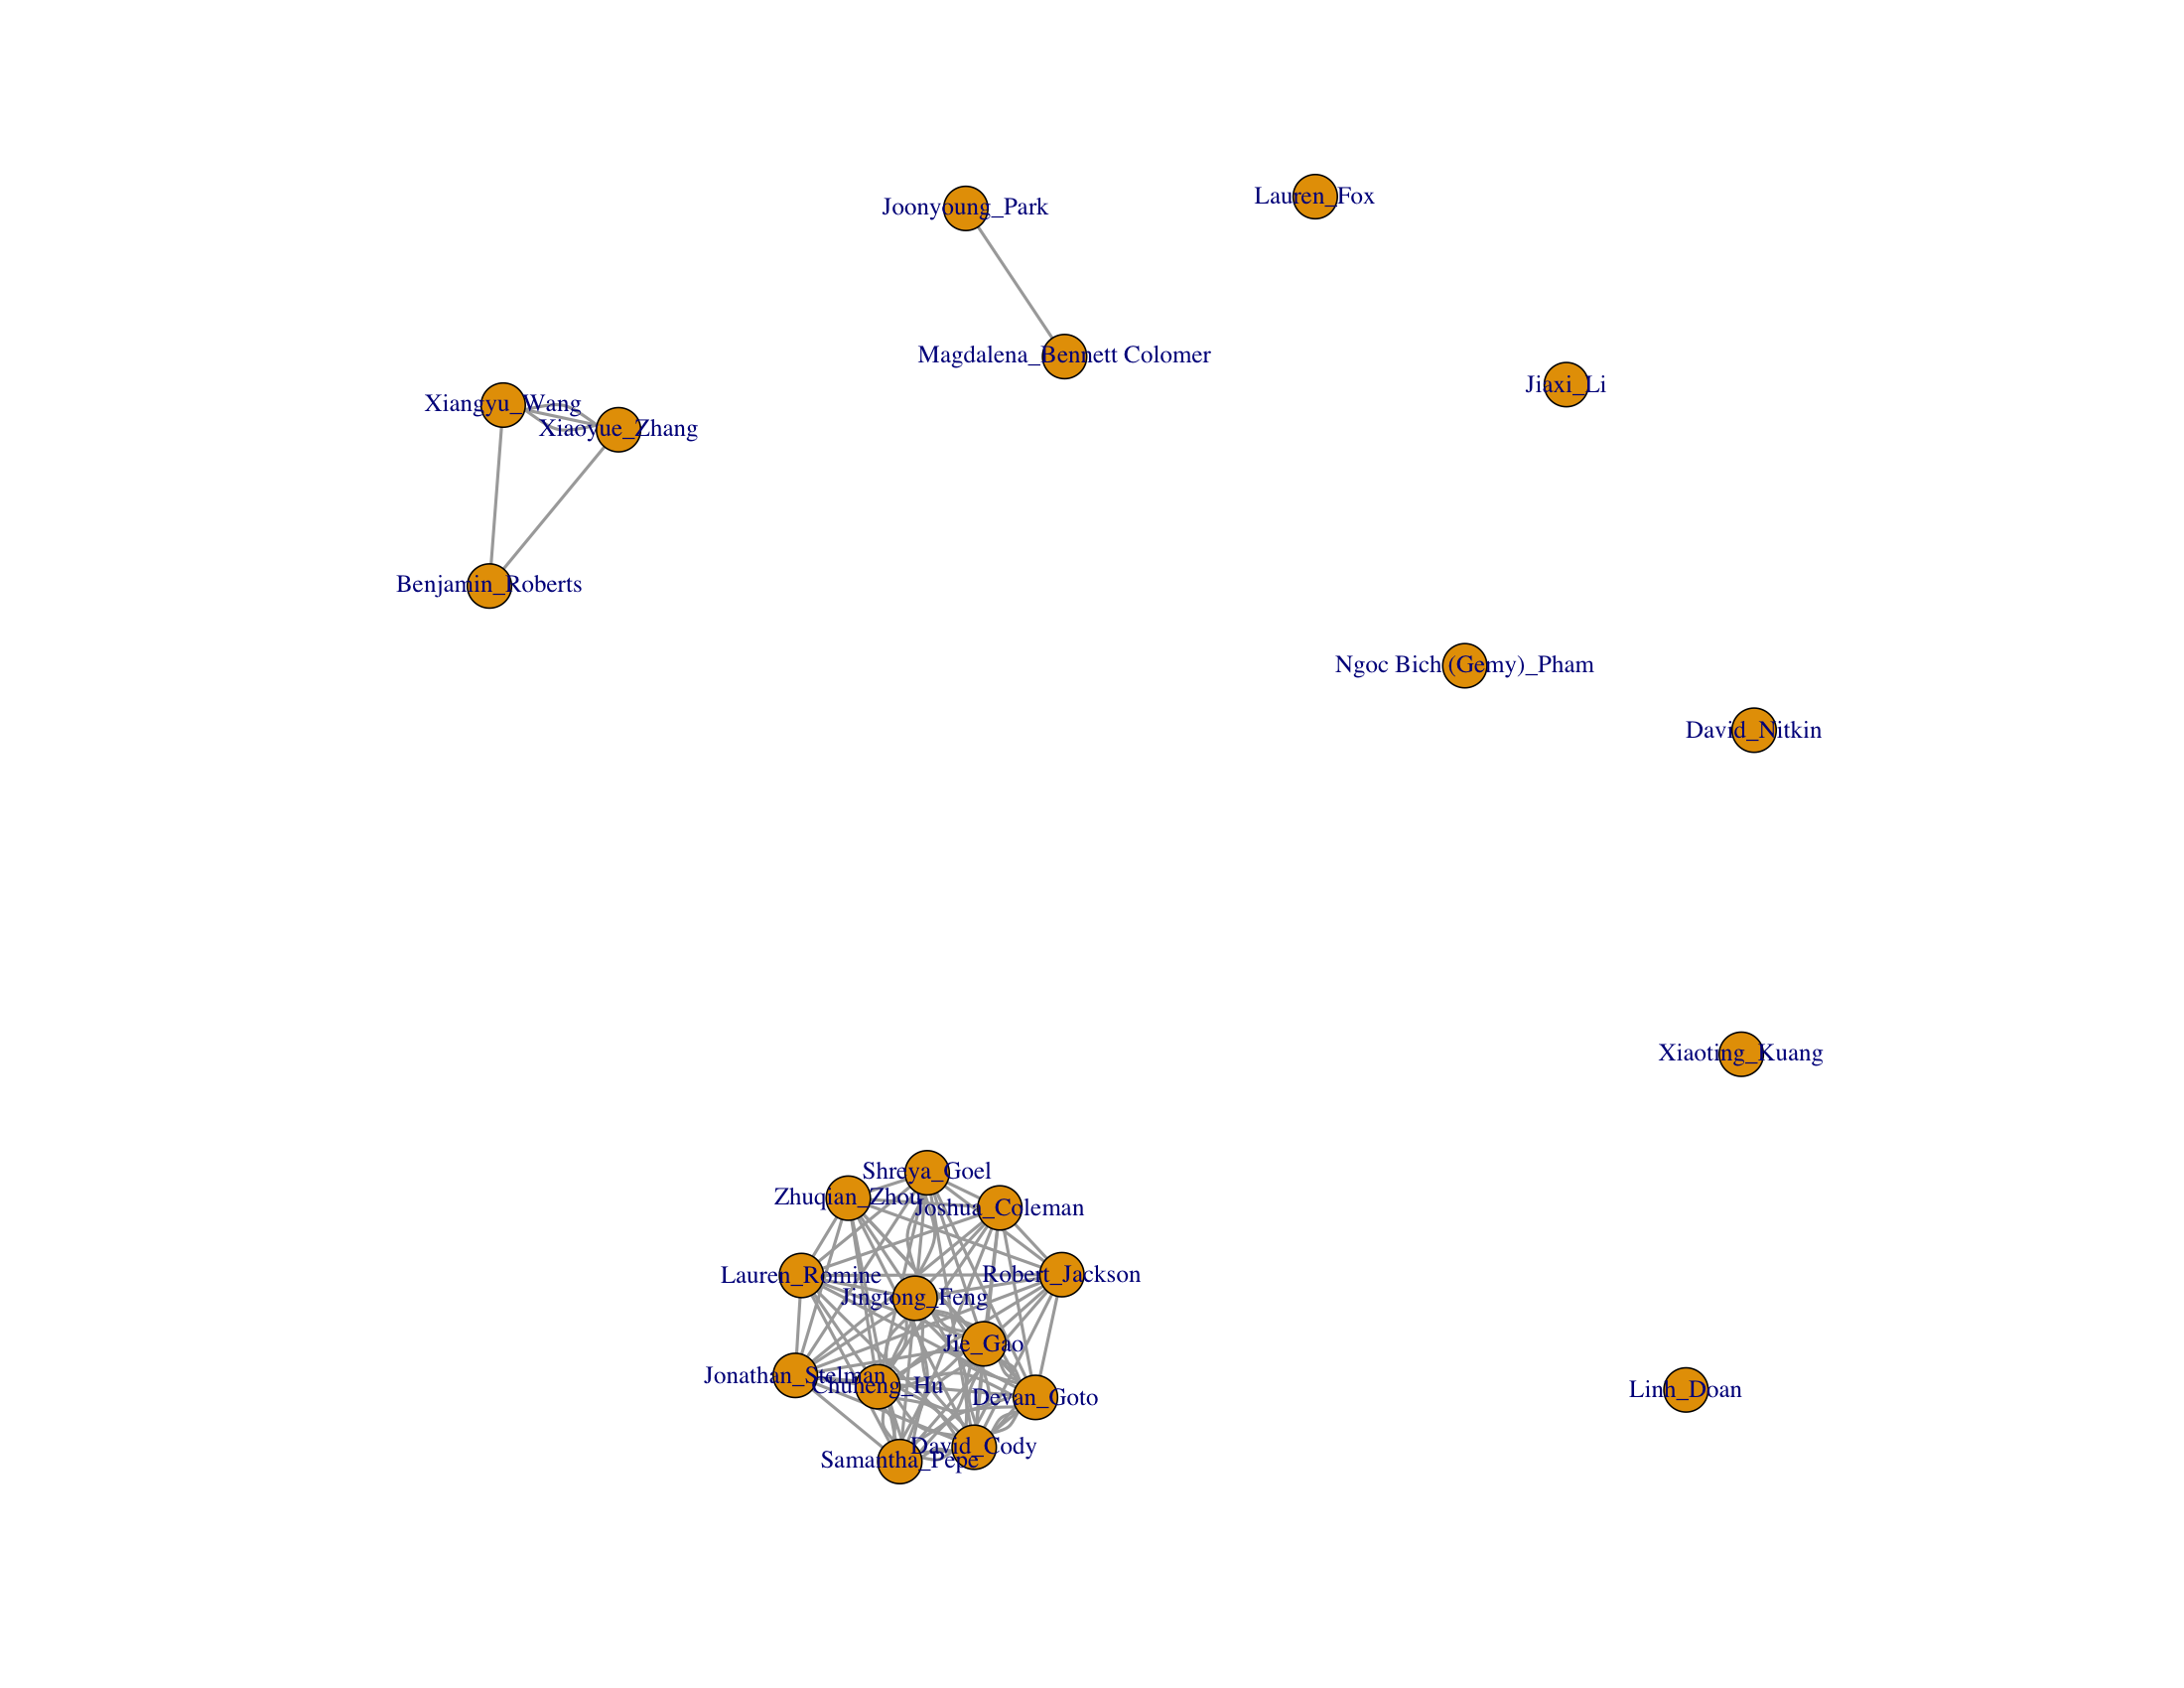 Lauren_Fox
Joonyoung_Park
Magdalena_Bennett Colomer
Jiaxi_Li
Xiangyu_Wang
Xiaoyue_Zhang
Benjamin_Roberts
Ngoc Bich (Gemy)_Pham
David_Nitkin
Xiaoting_Kuang
Shreya_Goel
Zhuqian_Zhou
Joshua_Coleman
Lauren_Romine
Robert_Jackson
Jingtong_Feng
Jie_Gao
Jonathan_Stelman
Chuheng_Hu
Devan_Goto
Linh_Doan
David_Cody
Samantha_Pepe